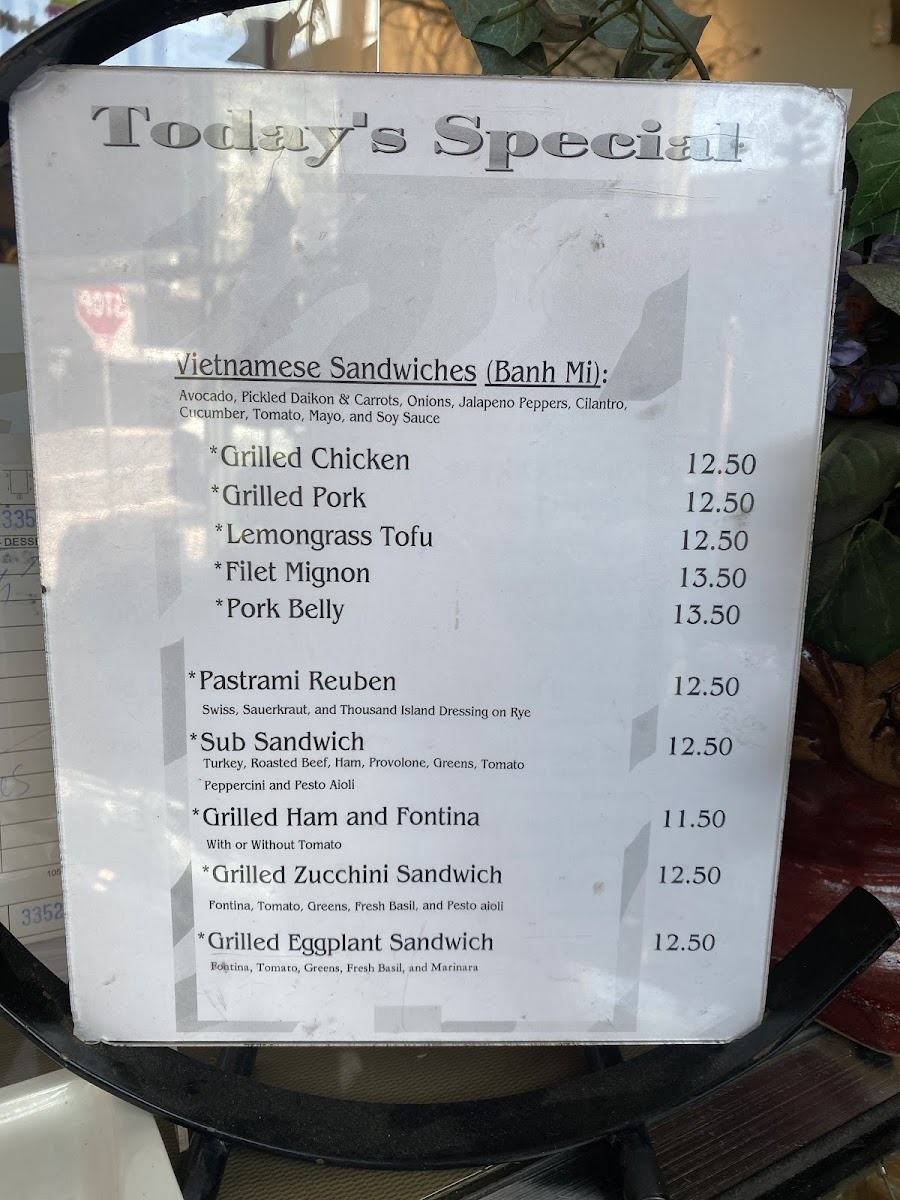 Today's Special
STOP
Vietnamese Sandwiches (Banh Mi):
Avocado, Pickled Daikon & Carrots, Onions, Jalapeno Peppers, Cilantro,
Cucumber, Tomato, Mayo, and Soy Sauce
*Grilled Chicken 12.50
*Grilled Pork 12.50
*Lemongrass Tofu 12.50
*Filet Mignon 13.50
*Pork Belly 13.50
*Pastrami Reuben 12.50
Swiss, Sauerkraut, and Thousand Island Dressing on Rye
*Sub Sandwich 12.50
Turkey, Roasted Beef, Ham, Provolone, Greens, Tomato
Peppercini and Pesto Aioli
*Grilled Ham and Fontina 11.50
With or Without Tomato
*Grilled Zucchini Sandwich 12.50
Fontina, Tomato, Greens, Fresh Basil, and Pesto aioli
*Grilled Eggplant Sandwich 12.50
Fontina, Tomato, Greens, Fresh Basil, and Marinara
335
3352